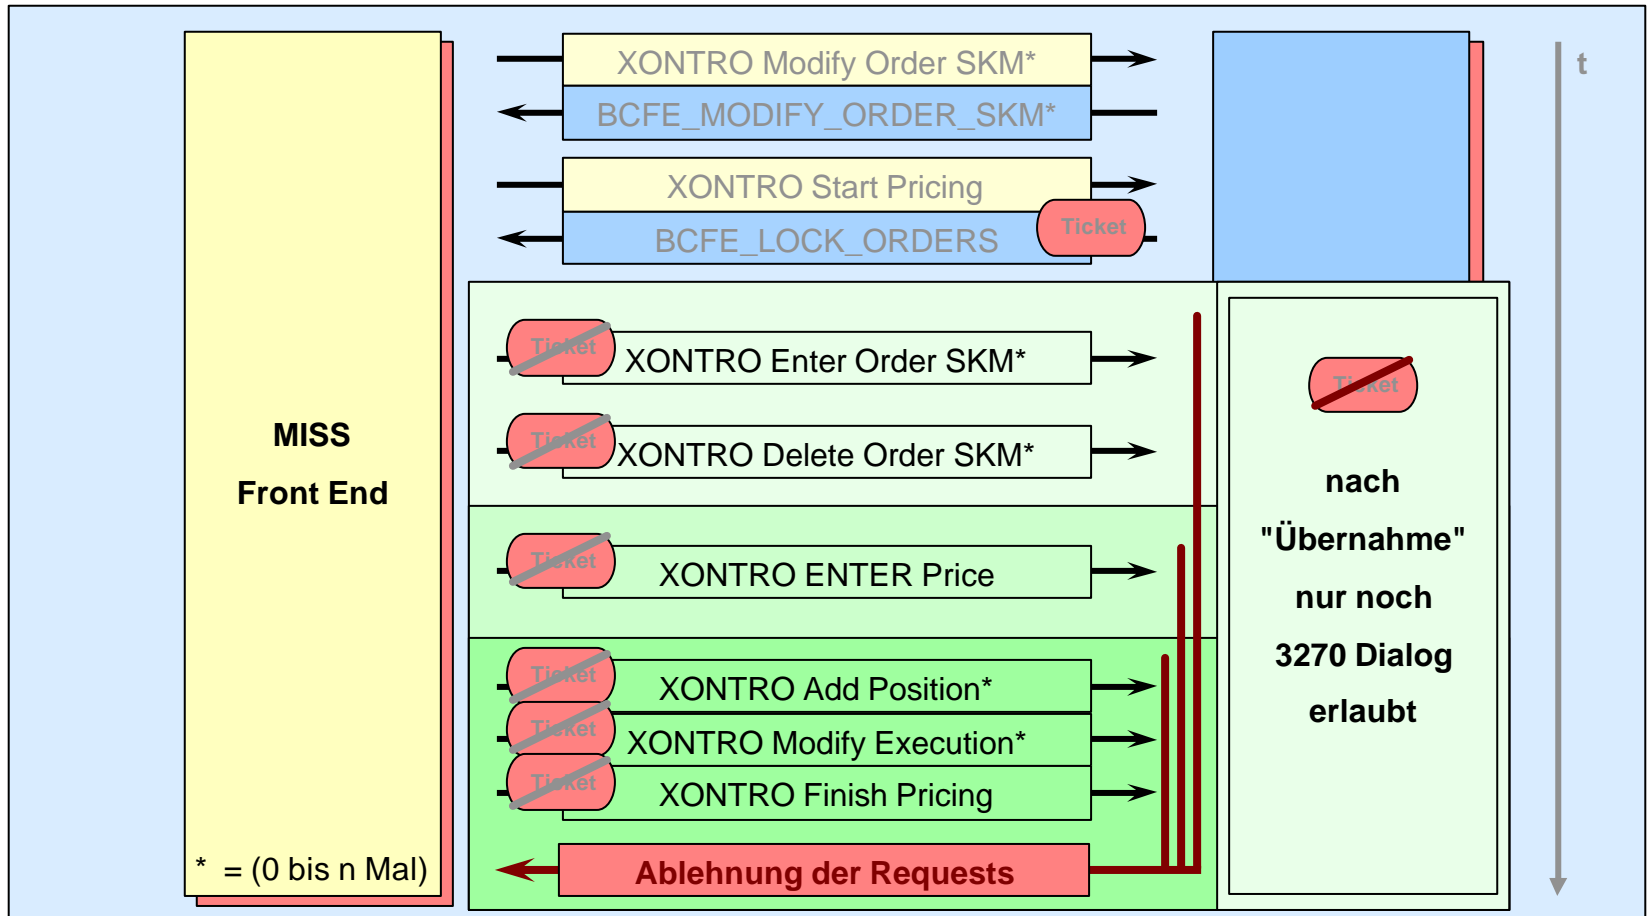 XONTRO Modify Order SKM*
t
BCFE_MODIFY_ORDER_SKM*
XONTRO Start Pricing
Ticket
BCFE_LOCK_ORDERS
Ticket
XONTRO Enter Order SKM*
Ticket
XONTRO Delete Order SKM*
Ticket
XONTRO ENTER Price
Ticket
XONTRO Add Position*
Ticket
XONTRO Modify Execution*
Ticket
XONTRO Finish Pricing
Ablehnung der Requests
MISS
Front End
* = (0 bis n Mal)
Ticket
nach
"Übernahme"
nur noch
3270 Dialog
erlaubt